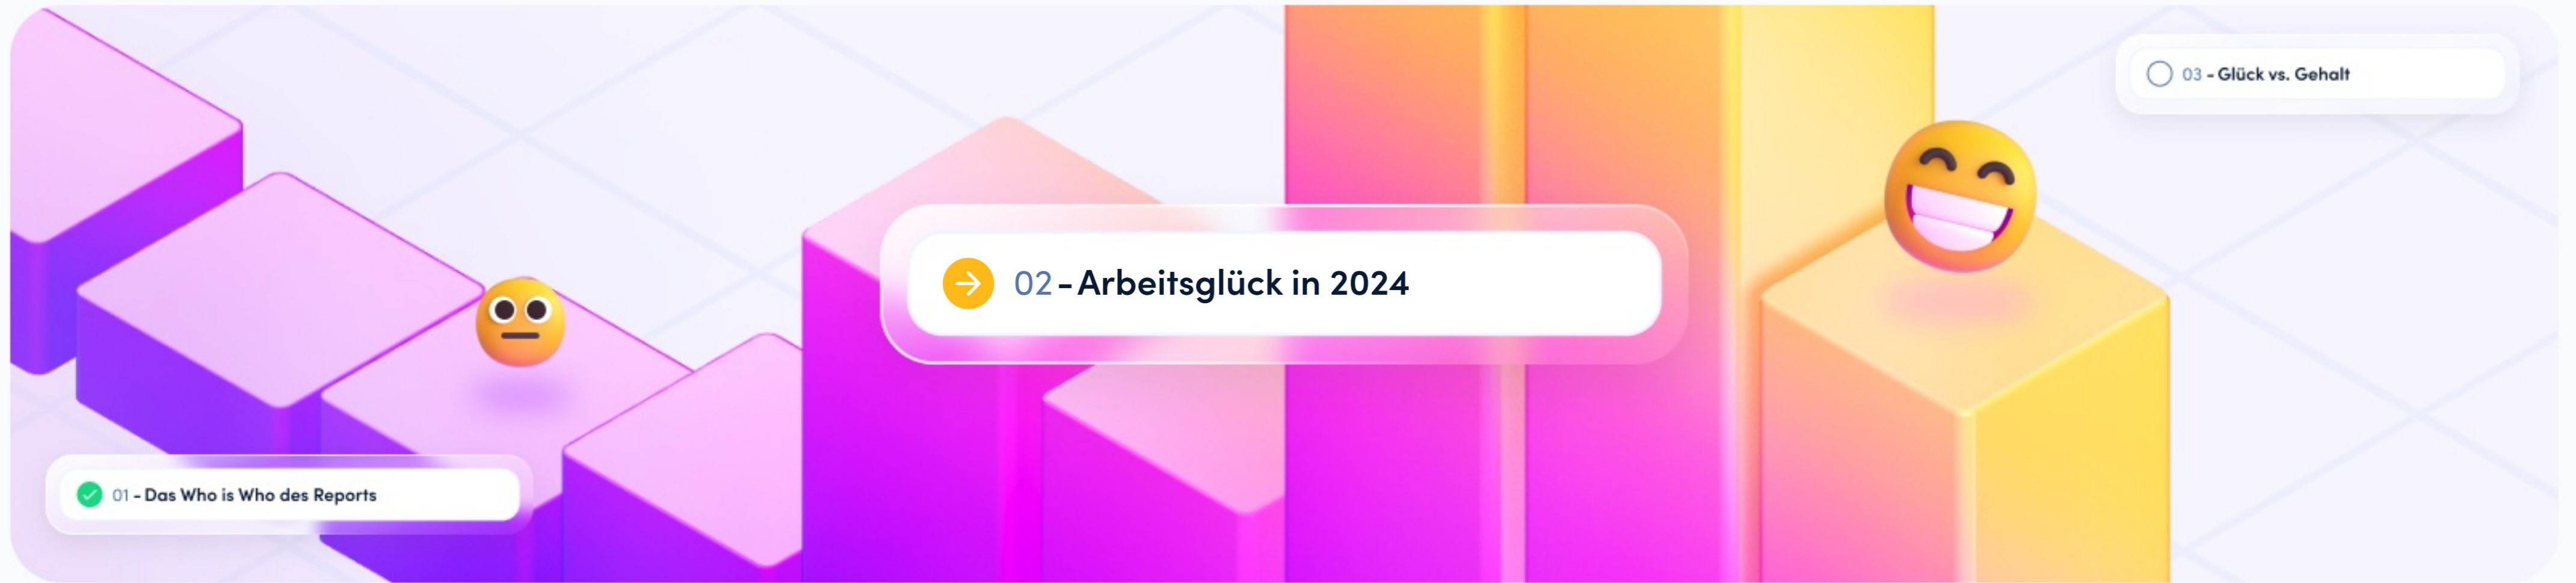 03 - Glück vs. Gehalt
02 - Arbeitsglück in 2024
01 - Das Who is Who des Reports